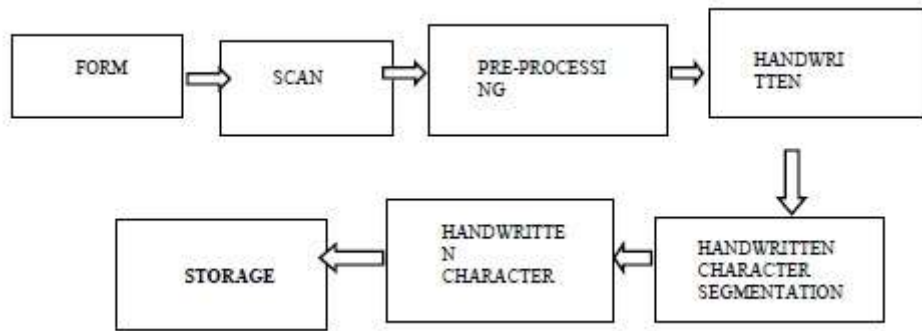 FORM
SCAN
PRE-PROCESSI
NG
HANDWRI
TTEN
HANDWRITTEN
CHARACTER
SEGMENTATION
HANDWRITTE
N
CHARACTER
STORAGE